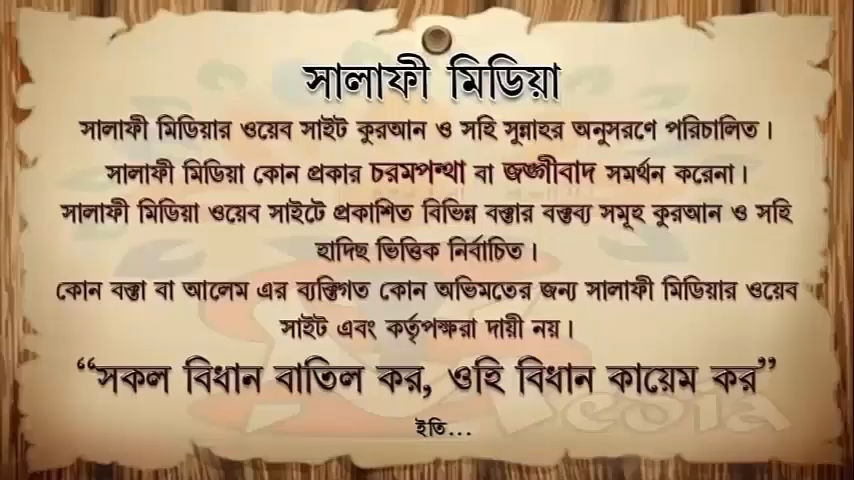 সালাফী মিডিয়া
সালাফী মিডিয়ার ওয়েব সাইট কুরআন ও সহি সুন্নাহর অনুসরণে পরিচালিত।
সালাফী মিডিয়া কোন প্রকার চরমপন্থা বা জঙ্গীবাদ সমর্থন করেনা।
সালাফী মিডিয়া ওয়েব সাইটে প্রকাশিত বিভিন্ন বক্তার বক্তব্য সমূহ কুরআন ও সহি
হাদিছ ভিত্তিক নির্বাচিত।
কোন বক্তা বা আলেম এর ব্যক্তিগত কোন অভিমতের জন্য সালাফী মিডিয়ার ওয়েব
সাইট এবং কর্তৃপক্ষরা দায়ী নয়।
“সকল বিধান বাতিল কর, ওহি বিধান কায়েম কর”
ইতি...